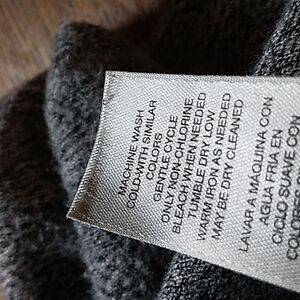 MACHINE WASH
COLD-WITH SIMILAR
COLORS
GENTLE CYCLE
ONLY NON-CHLORINE
BLEACH WHEN NEEDED
TUMBLE DRY LOW
WARM IRON AS NEEDED
MAY BE DRY CLEANED
LAVAR A MAQUINA CON
AGUA FRIA EN
CICLO SUAVE CON